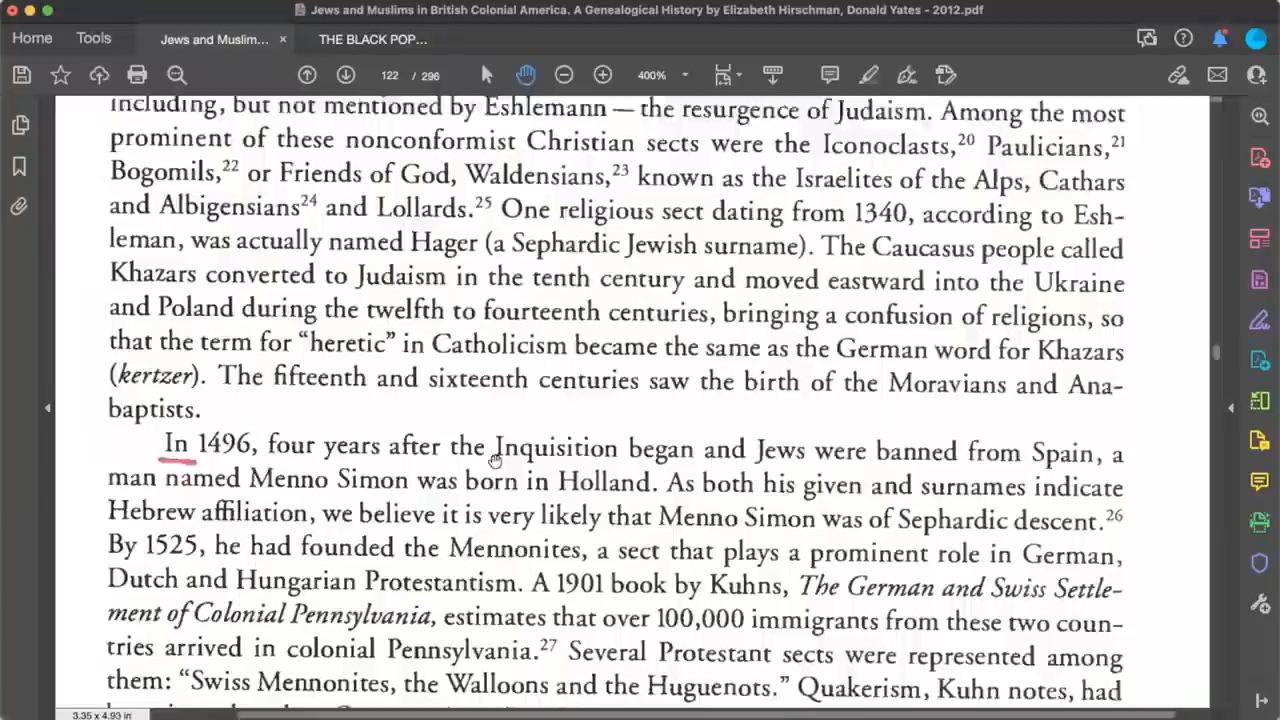 Jews and Muslims in British Colonial America. A Genealogical History by Elizabeth Hirschman, Donald Yates - 2012.pdf
Home Tools Jews and Muslim... × THE BLACK POP...
122 / 296 400%
including, but not mentioned by Eshlemann — the resurgence of Judaism. Among the most
prominent of these nonconformist Christian sects were the Iconoclasts,20 Paulicians,21
Bogomils,22 or Friends of God, Waldensians,23 known as the Israelites of the Alps, Cathars
and Albigensians24 and Lollards.25 One religious sect dating from 1340, according to Esh-
leman, was actually named Hager (a Sephardic Jewish surname). The Caucasus people called
Khazars converted to Judaism in the tenth century and moved eastward into the Ukraine
and Poland during the twelfth to fourteenth centuries, bringing a confusion of religions, so
that the term for “heretic” in Catholicism became the same as the German word for Khazars
(kertzer). The fifteenth and sixteenth centuries saw the birth of the Moravians and Ana-
baptists.
In 1496, four years after the Inquisition began and Jews were banned from Spain, a
man named Menno Simon was born in Holland. As both his given and surnames indicate
Hebrew affiliation, we believe it is very likely that Menno Simon was of Sephardic descent.26
By 1525, he had founded the Mennonites, a sect that plays a prominent role in German,
Dutch and Hungarian Protestantism. A 1901 book by Kuhns, The German and Swiss Settle-
ment of Colonial Pennsylvania, estimates that over 100,000 immigrants from these two coun-
tries arrived in colonial Pennsylvania.27 Several Protestant sects were represented among
them: “Swiss Mennonites, the Walloons and the Huguenots.” Quakerism, Kuhn notes, had
3.35 x 4.93 in